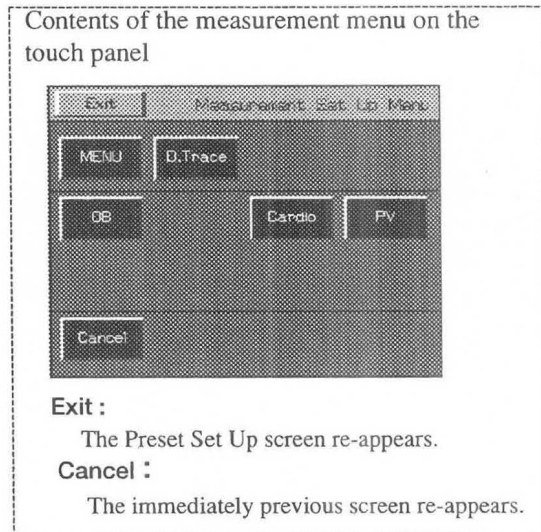 Contents of the measurement menu on the
touch panel
Exit Measurement Set Up Menu
MENU D.Trace
OB Cardio PV
Cancel
Exit :
The Preset Set Up screen re-appears.
Cancel :
The immediately previous screen re-appears.